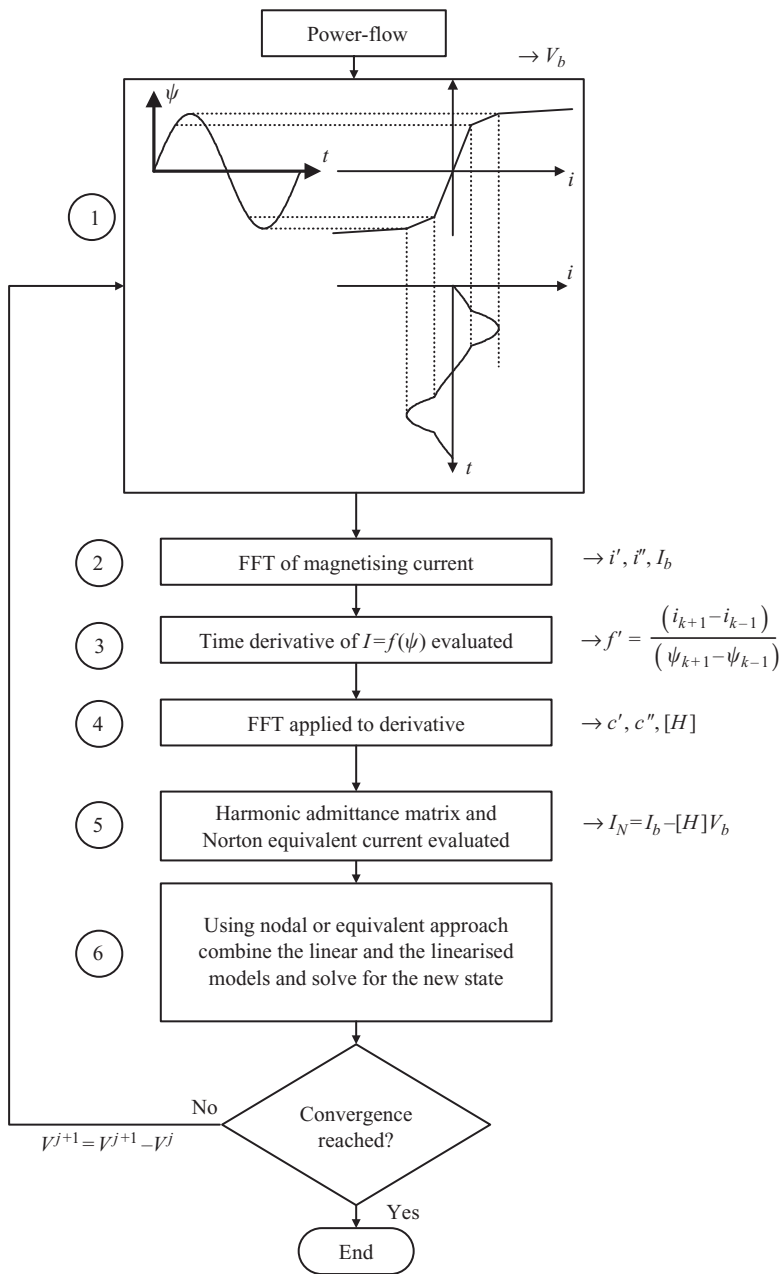 Power-flow
→ V_b
ψ
t
i
1
i
t
2
FFT of magnetising current
→ i′, i″, I_b
3
Time derivative of I=f(ψ) evaluated
→ f′ = (i_{k+1}−i_{k−1}) / (ψ_{k+1}−ψ_{k−1})
4
FFT applied to derivative
→ c′, c″, [H]
5
Harmonic admittance matrix and
Norton equivalent current evaluated
→ I_N=I_b−[H]V_b
6
Using nodal or equivalent approach
combine the linear and the linearised
models and solve for the new state
No
Convergence
reached?
V^{j+1}=V^{j+1}−V^j
Yes
End